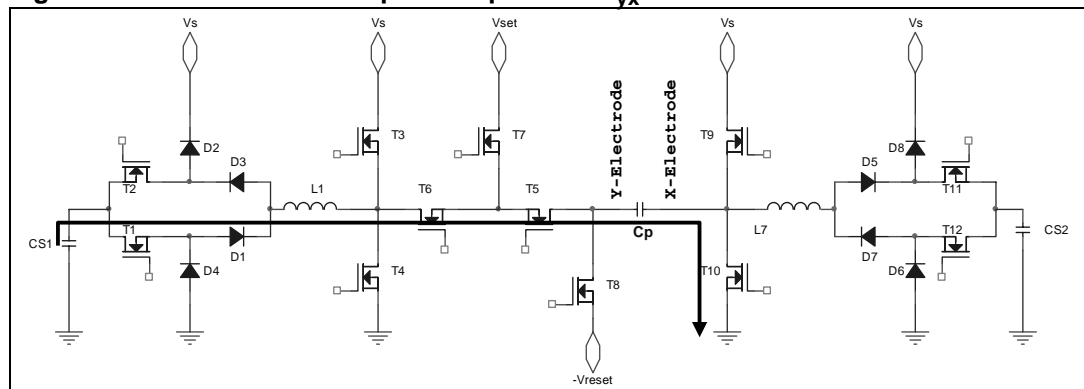 yx
Vs
Vs
Vset
Vs
Vs
Y-Electrode
X-Electrode
T3
T7
T9
D2
D3
D8
D5
T2
L1
T6
T5
T11
CS1
T1
Cp
L7
T12
CS2
D4
D1
T4
T8
T10
D7
D6
-Vreset